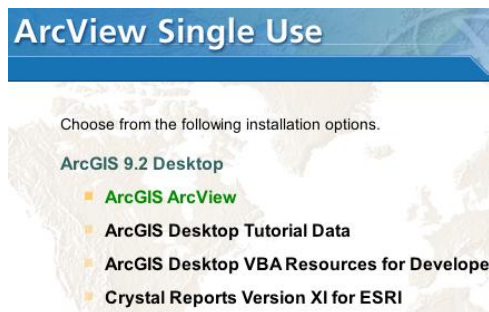 ArcView Single Use
Choose from the following installation options.
ArcGIS 9.2 Desktop
ArcGIS ArcView
ArcGIS Desktop Tutorial Data
ArcGIS Desktop VBA Resources for Develope
Crystal Reports Version XI for ESRI